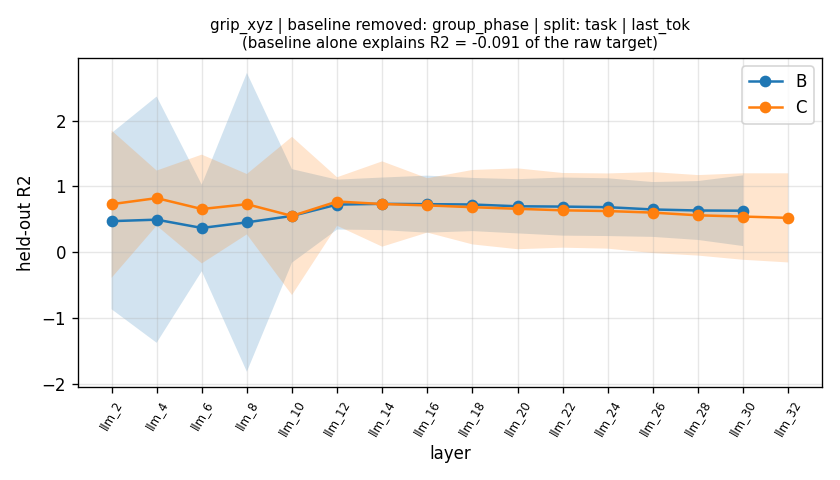 grip_xyz | baseline removed: group_phase | split: task | last_tok
(baseline alone explains R2 = -0.091 of the raw target)
B
C
held-out R2
2
1
0
−1
−2
llm_2
llm_4
llm_6
llm_8
llm_10
llm_12
llm_14
llm_16
llm_18
llm_20
llm_22
llm_24
llm_26
llm_28
llm_30
llm_32
layer